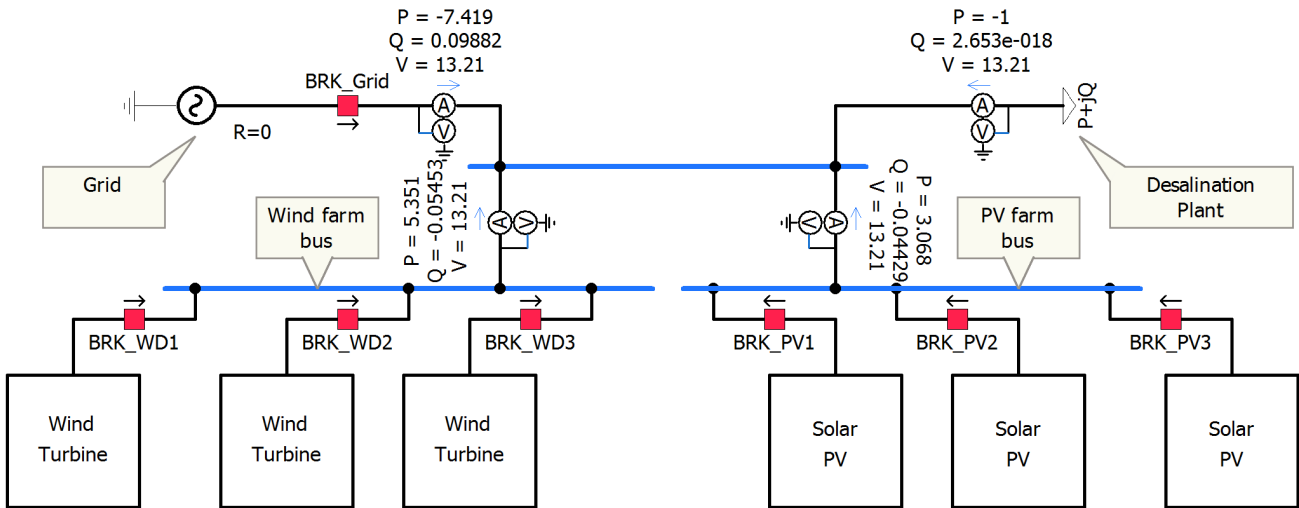 P = -7.419
Q = 0.09882
V = 13.21
P = -1
Q = 2.653e-018
V = 13.21
BRK_Grid
A
V
R=0
A
V
P+jQ
Grid
Desalination
Plant
Wind farm
bus
P = 5.351
Q = -0.05453
V = 13.21
A
V
V
A
P = 3.068
Q = -0.04429
V = 13.21
PV farm
bus
BRK_WD1
BRK_WD2
BRK_WD3
BRK_PV1
BRK_PV2
BRK_PV3
Wind
Turbine
Wind
Turbine
Wind
Turbine
Solar
PV
Solar
PV
Solar
PV